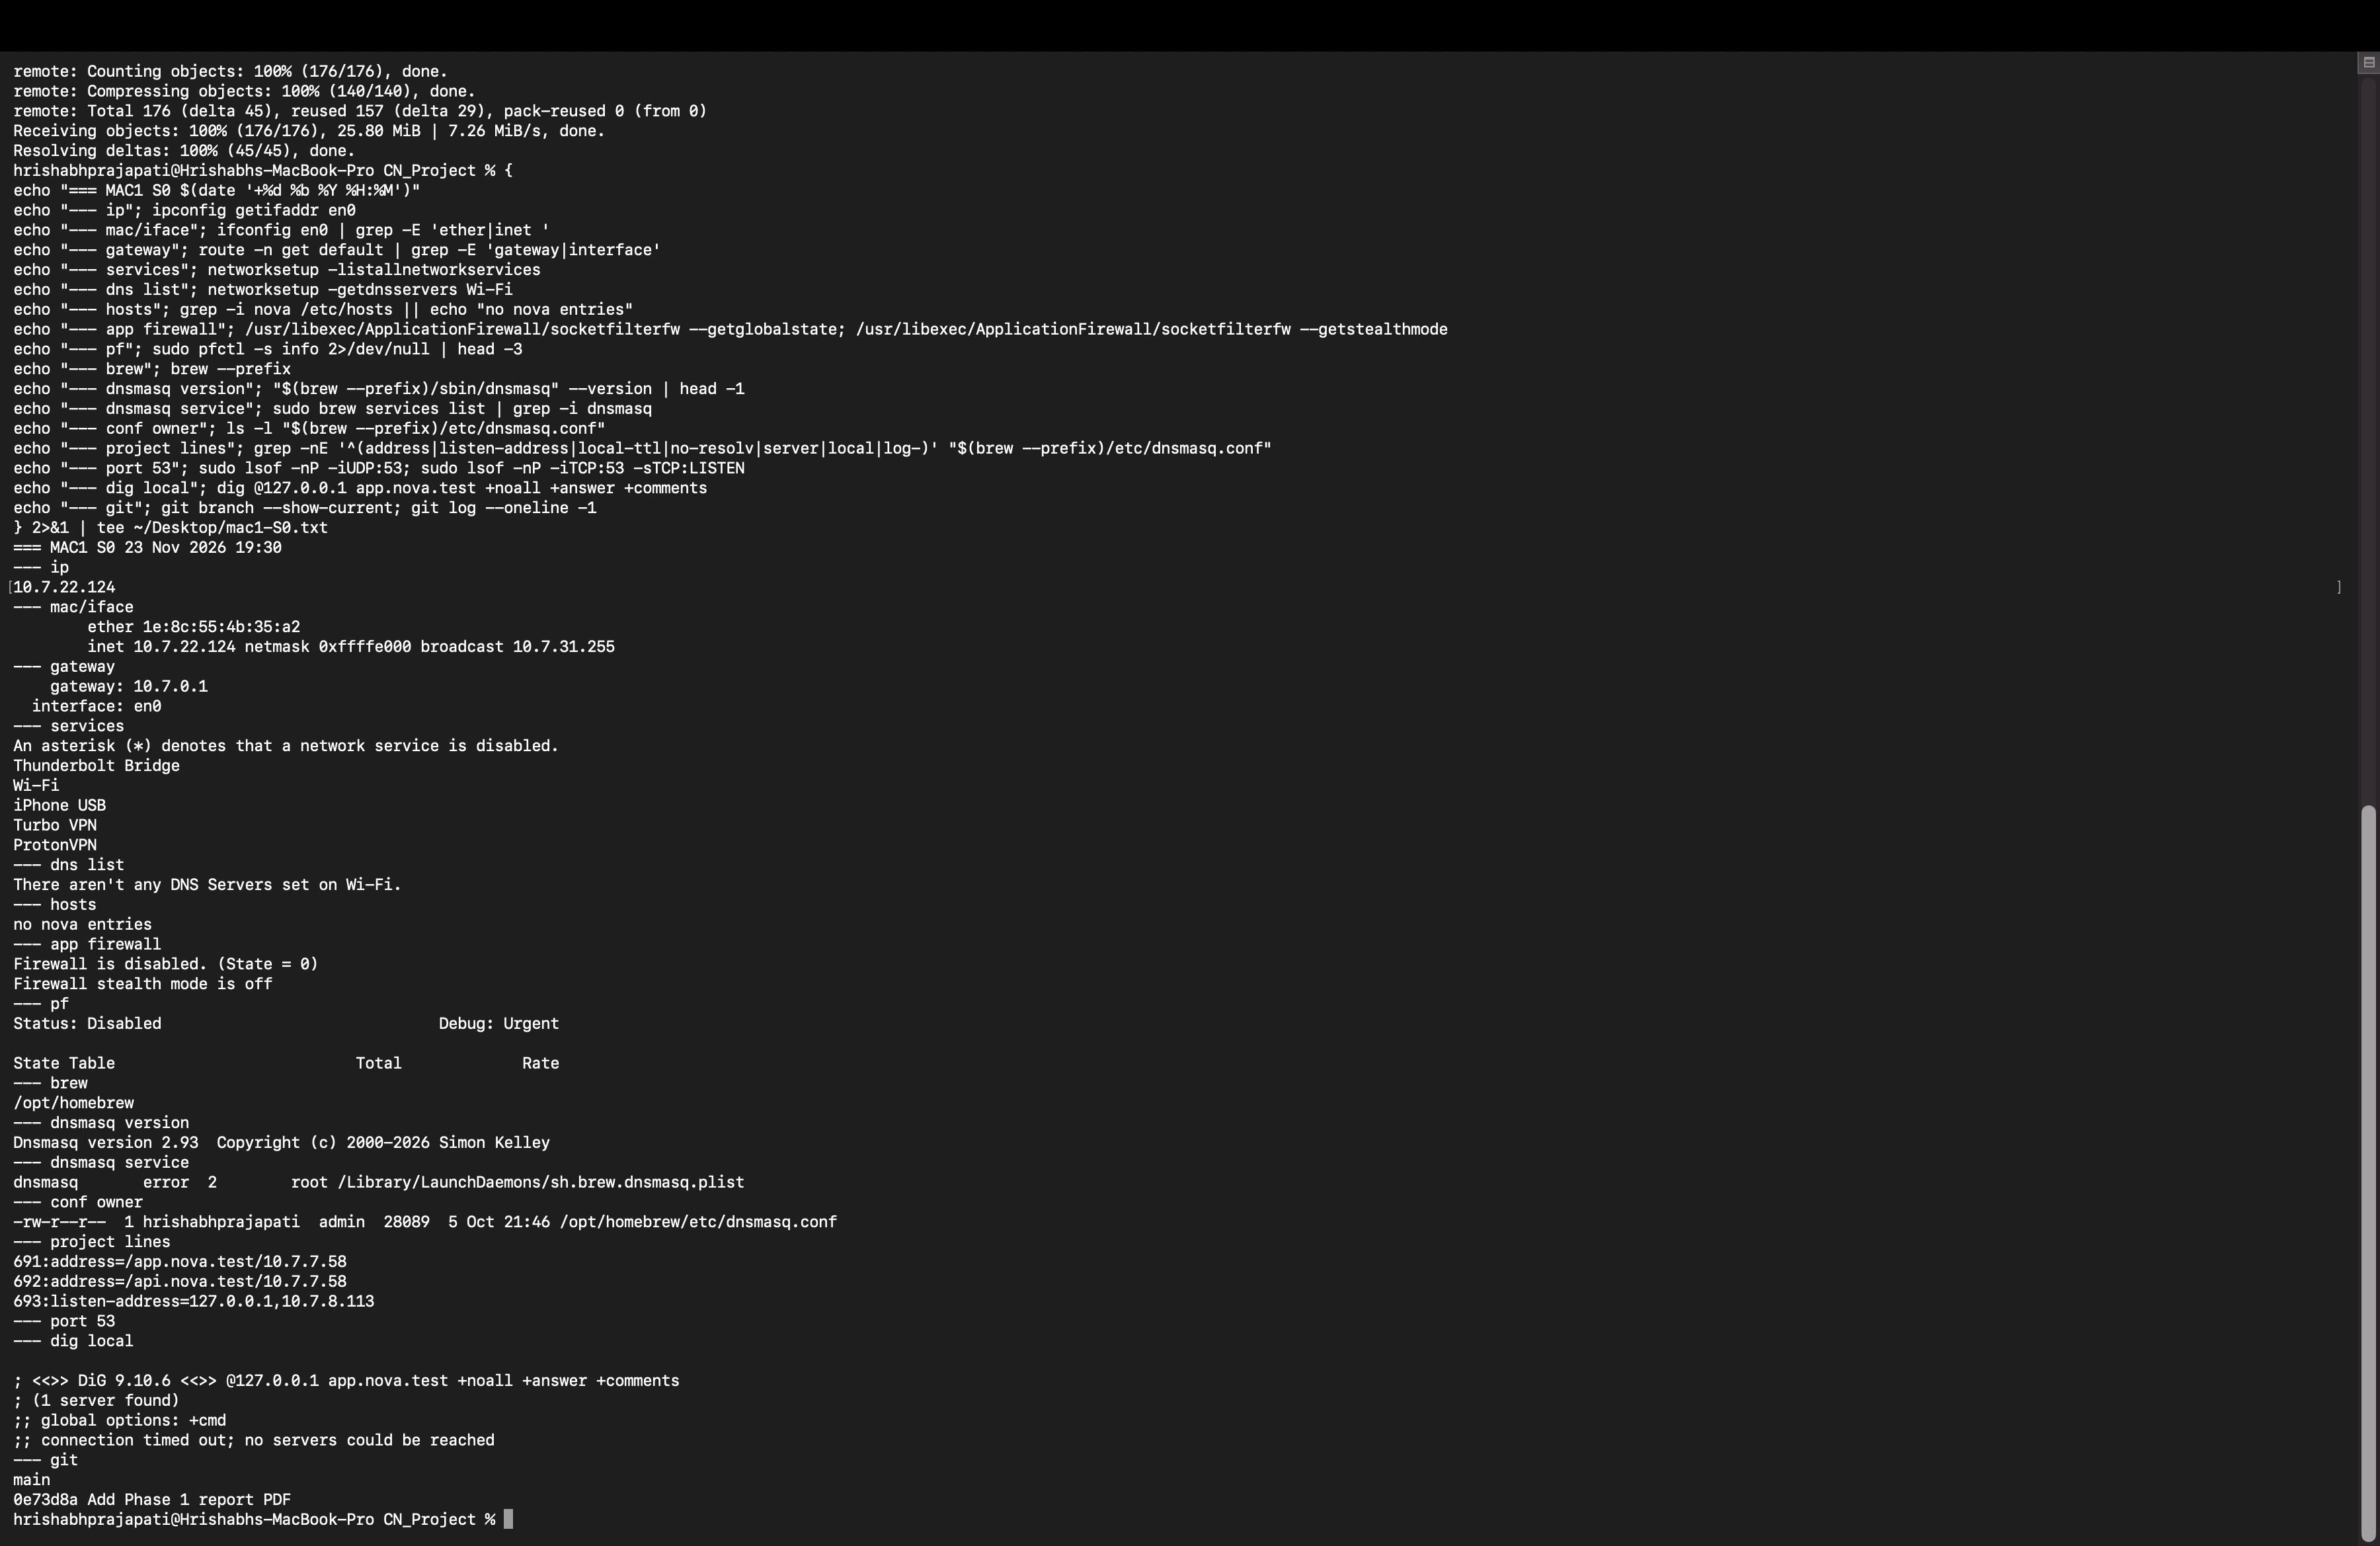 remote: Counting objects: 100% (176/176), done.
remote: Compressing objects: 100% (140/140), done.
remote: Total 176 (delta 45), reused 157 (delta 29), pack-reused 0 (from 0)
Receiving objects: 100% (176/176), 25.80 MiB | 7.26 MiB/s, done.
Resolving deltas: 100% (45/45), done.
hrishabhprajapati@Hrishabhs-MacBook-Pro CN_Project % {
echo "=== MAC1 S0 $(date '+%d %b %Y %H:%M')"
echo "--- ip"; ipconfig getifaddr en0
echo "--- mac/iface"; ifconfig en0 | grep -E 'ether|inet '
echo "--- gateway"; route -n get default | grep -E 'gateway|interface'
echo "--- services"; networksetup -listallnetworkservices
echo "--- dns list"; networksetup -getdnsservers Wi-Fi
echo "--- hosts"; grep -i nova /etc/hosts || echo "no nova entries"
echo "--- app firewall"; /usr/libexec/ApplicationFirewall/socketfilterfw --getglobalstate; /usr/libexec/ApplicationFirewall/socketfilterfw --getstealthmode
echo "--- pf"; sudo pfctl -s info 2>/dev/null | head -3
echo "--- brew"; brew --prefix
echo "--- dnsmasq version"; "$(brew --prefix)/sbin/dnsmasq" --version | head -1
echo "--- dnsmasq service"; sudo brew services list | grep -i dnsmasq
echo "--- conf owner"; ls -l "$(brew --prefix)/etc/dnsmasq.conf"
echo "--- project lines"; grep -nE '^(address|listen-address|local-ttl|no-resolv|server|local|log-)' "$(brew --prefix)/etc/dnsmasq.conf"
echo "--- port 53"; sudo lsof -nP -iUDP:53; sudo lsof -nP -iTCP:53 -sTCP:LISTEN
echo "--- dig local"; dig @127.0.0.1 app.nova.test +noall +answer +comments
echo "--- git"; git branch --show-current; git log --oneline -1
} 2>&1 | tee ~/Desktop/mac1-S0.txt
=== MAC1 S0 23 Nov 2026 19:30
--- ip
[10.7.22.124 ]
--- mac/iface
ether 1e:8c:55:4b:35:a2
inet 10.7.22.124 netmask 0xffffe000 broadcast 10.7.31.255
--- gateway
gateway: 10.7.0.1
interface: en0
--- services
An asterisk (*) denotes that a network service is disabled.
Thunderbolt Bridge
Wi-Fi
iPhone USB
Turbo VPN
ProtonVPN
--- dns list
There aren't any DNS Servers set on Wi-Fi.
--- hosts
no nova entries
--- app firewall
Firewall is disabled. (State = 0)
Firewall stealth mode is off
--- pf
Status: Disabled Debug: Urgent
State Table Total Rate
--- brew
/opt/homebrew
--- dnsmasq version
Dnsmasq version 2.93  Copyright (c) 2000-2026 Simon Kelley
--- dnsmasq service
dnsmasq error 2 root /Library/LaunchDaemons/sh.brew.dnsmasq.plist
--- conf owner
-rw-r--r-- 1 hrishabhprajapati admin 28089 5 Oct 21:46 /opt/homebrew/etc/dnsmasq.conf
--- project lines
691:address=/app.nova.test/10.7.7.58
692:address=/api.nova.test/10.7.7.58
693:listen-address=127.0.0.1,10.7.8.113
--- port 53
--- dig local
; <<>> DiG 9.10.6 <<>> @127.0.0.1 app.nova.test +noall +answer +comments
; (1 server found)
;; global options: +cmd
;; connection timed out; no servers could be reached
--- git
main
0e73d8a Add Phase 1 report PDF
hrishabhprajapati@Hrishabhs-MacBook-Pro CN_Project %